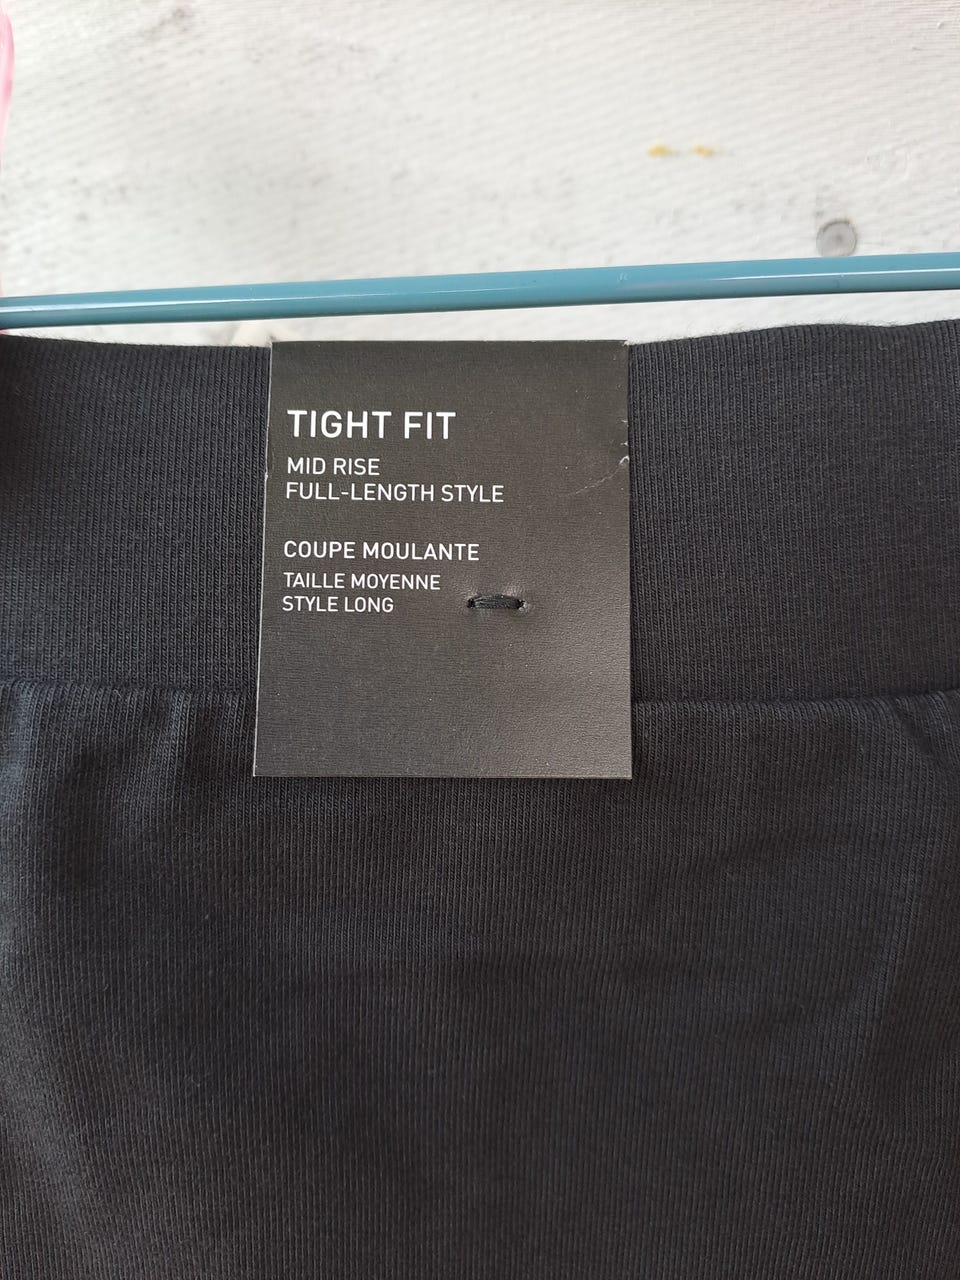 TIGHT FIT
MID RISE
FULL-LENGTH STYLE
COUPE MOULANTE
TAILLE MOYENNE
STYLE LONG